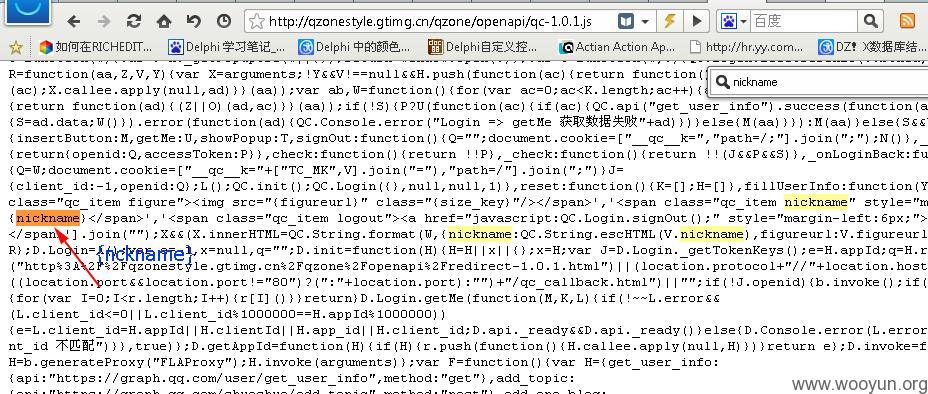 http://qzonestyle.gtimg.cn/qzone/openapi/qc-1.0.1.js
百度
如何在RICHEDIT...
Delphi 学习笔记_...
Delphi 中的颜色...
Delphi自定义控...
Actian Action Ap...
http://hr.yy.com...
DZ! X数据库结...
nickname
R=function(aa,Z,V,Y){var X=arguments;!Y&&V!==null&&H.push(function(ac){return function(
(ac);X.callee.apply(null,ad)}}(aa));var ab,W=function(){for(var ac=0;ac<K.length;ac++){
{return function(ad){(Z||O)(ad,ac)}}(aa));if(!S){P?U(function(ac){if(ac){QC.api("get_user_info").success(function(a
{S=ad.data;W()}).error(function(ad){QC.Console.error("Login => getMe 获取数据失败"+ad)})}else{M(aa)}}):M(aa)}else{S&&
{insertButton:M,getMe:U,showPopup:T,signOut:function(){Q="";document.cookie=["__qc__k=","path=/;"].join(";");N()},
{return{openid:Q,accessToken:P}},check:function(){return !!P},_check:function(){return !!(J&&P&&S)},_onLoginBack:fu
{Q=W;document.cookie=["__qc__k="+["TC_MK",V].join("="),"path=/"].join(";")}J=
{client_id:-1,openid:Q};L();QC.init();QC.Login({},null,null,1)},reset:function(){K=[];H=[]},fillUserInfo:function(Y
class="qc_item figure"><img src="{figureurl}" class="{size_key}"/></span>','<span class="qc_item nickname" style="m
{nickname}</span>','<span class="qc_item logout"><a href="javascript:QC.Login.signOut();" style="margin-left:6px;">
</span>'].join("");X&&(X.innerHTML=QC.String.format(W,{nickname:QC.String.escHTML(V.nickname),figureurl:V.figureurl
{nckname}
("http%3A%2F%2Fqzonestyle.gtimg.cn%2Fqzone%2Fopenapi%2Fredirect-1.0.1.html")||(location.protocol+"//"+location.host
((location.port&&location.port!="80")?(":"+location.port):"")+"/qc_callback.html")||"";if(!J.openid){b.invoke();if(
{for(var I=0;I<r.length;I++){r[I]()}}return}D.Login.getMe(function(M,K,L){if(!~~L.error&&
(L.client_id<=0||L.client_id%1000000==H.appId%1000000))
{e=L.client_id=H.appId||H.clientId||H.app_id||H.client_id;D.api._ready&&D.api._ready()}else{D.Console.error(L.error
nt_id 不匹配")}},true)};D.getAppId=function(H){if(H){r.push(function(){H.callee.apply(null,H)})}return e};D.invoke=f
H=b.generateProxy("FLAProxy");H.invoke(arguments)};var F=function(){var H={get_user_info:
{api:"https://graph.qq.com/user/get_user_info",method:"get"},add_topic:
www.wooyun.org